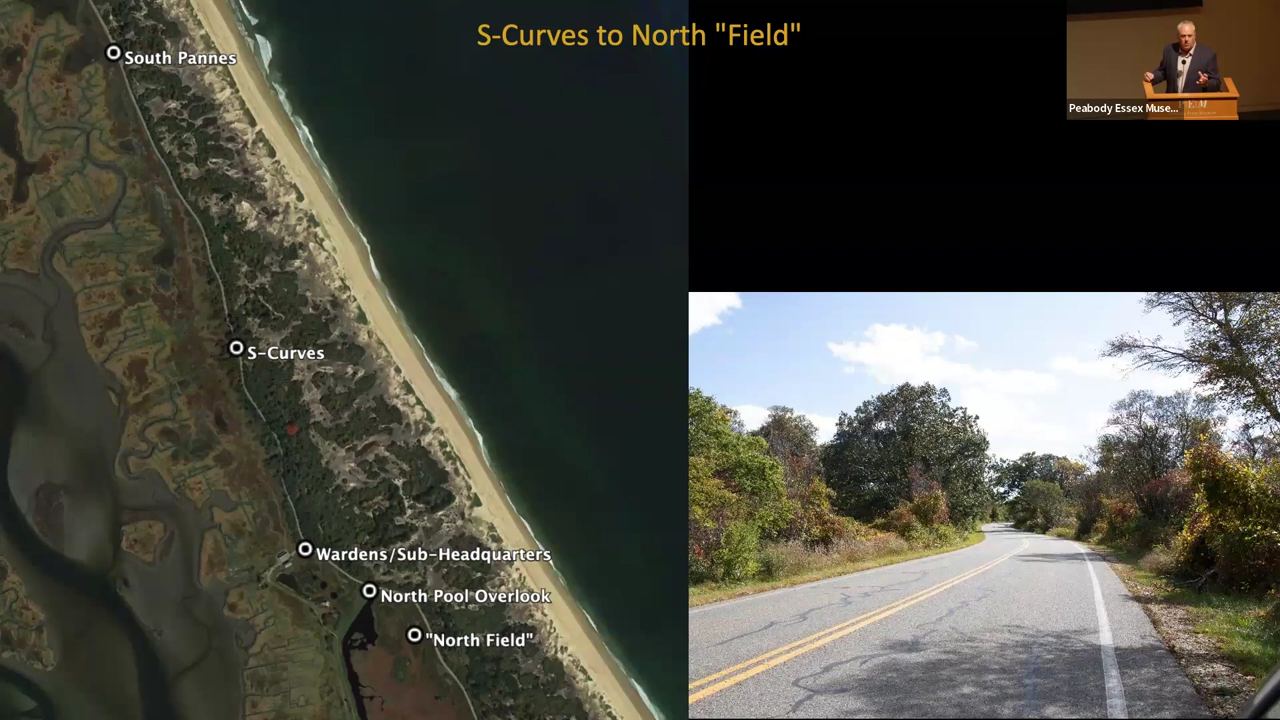 S-Curves to North "Field"
South Pannes
Peabody Essex Muse...
S-Curves
Wardens/Sub-Headquarters
North Pool Overlook
"North Field"